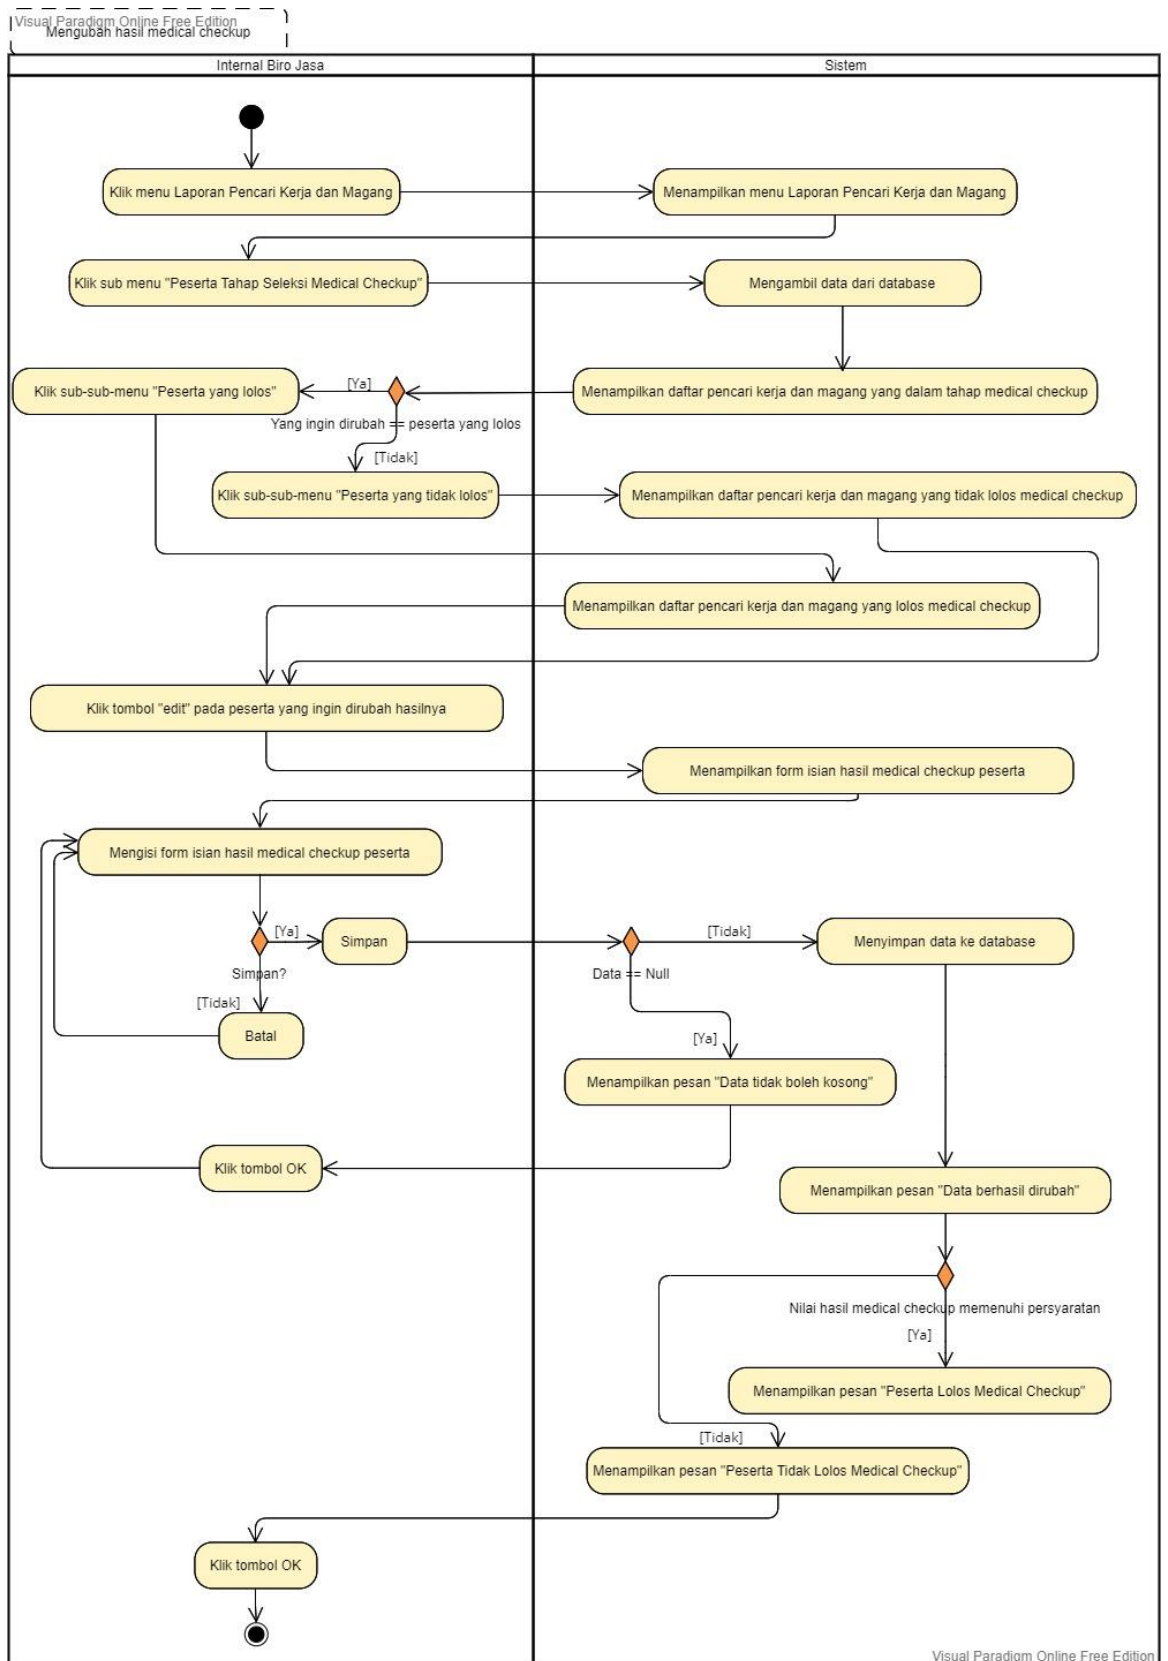 Visual Paradigm Online Free Edition
Mengubah hasil medical checkup
Internal Biro Jasa
Sistem
Klik menu Laporan Pencari Kerja dan Magang
Menampilkan menu Laporan Pencari Kerja dan Magang
Klik sub menu "Peserta Tahap Seleksi Medical Checkup"
Mengambil data dari database
Klik sub-sub-menu "Peserta yang lolos"
[Ya]
Menampilkan daftar pencari kerja dan magang yang dalam tahap medical checkup
Yang ingin dirubah == peserta yang lolos
[Tidak]
Klik sub-sub-menu "Peserta yang tidak lolos"
Menampilkan daftar pencari kerja dan magang yang tidak lolos medical checkup
Menampilkan daftar pencari kerja dan magang yang lolos medical checkup
Klik tombol "edit" pada peserta yang ingin dirubah hasilnya
Menampilkan form isian hasil medical checkup peserta
Mengisi form isian hasil medical checkup peserta
[Ya]
Simpan
[Tidak]
Menyimpan data ke database
Simpan?
Data == Null
[Tidak]
Batal
[Ya]
Menampilkan pesan "Data tidak boleh kosong"
Klik tombol OK
Menampilkan pesan "Data berhasil dirubah"
Nilai hasil medical checkup memenuhi persyaratan
[Ya]
Menampilkan pesan "Peserta Lolos Medical Checkup"
[Tidak]
Menampilkan pesan "Peserta Tidak Lolos Medical Checkup"
Klik tombol OK
Visual Paradigm Online Free Edition